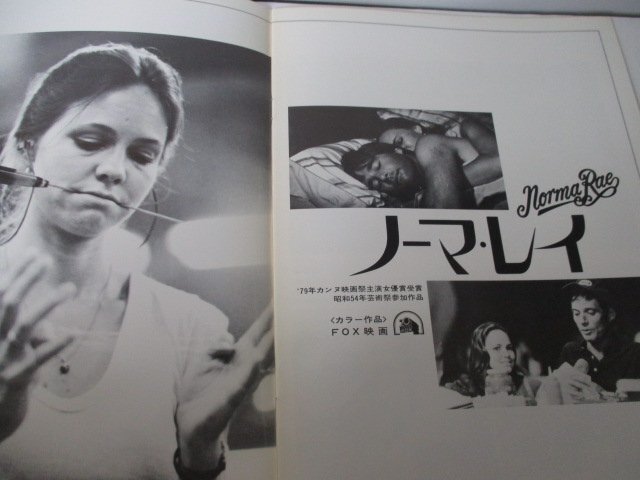 Norma Rae
ノーマ・レイ
'79年カンヌ映画祭主演女優賞受賞
昭和54年芸術祭参加作品
〈カラー作品〉
FOX映画